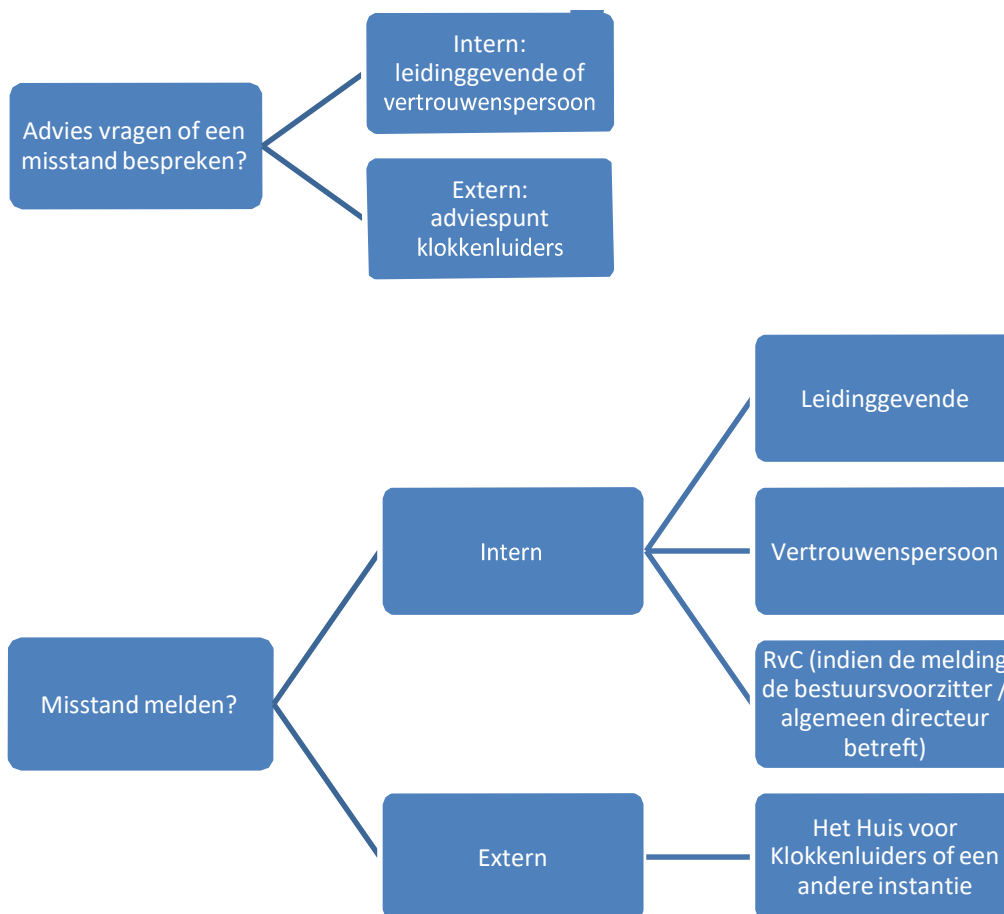 Intern:
leidinggevende of
vertrouwenspersoon
Advies vragen of een
misstand bespreken?
Extern:
adviespunt
klokkenluiders
Leidinggevende
Intern
Vertrouwenspersoon
RvC (indien de melding
de bestuursvoorzitter /
algemeen directeur
betreft)
Misstand melden?
Extern
Het Huis voor
Klokkenluiders of een
andere instantie